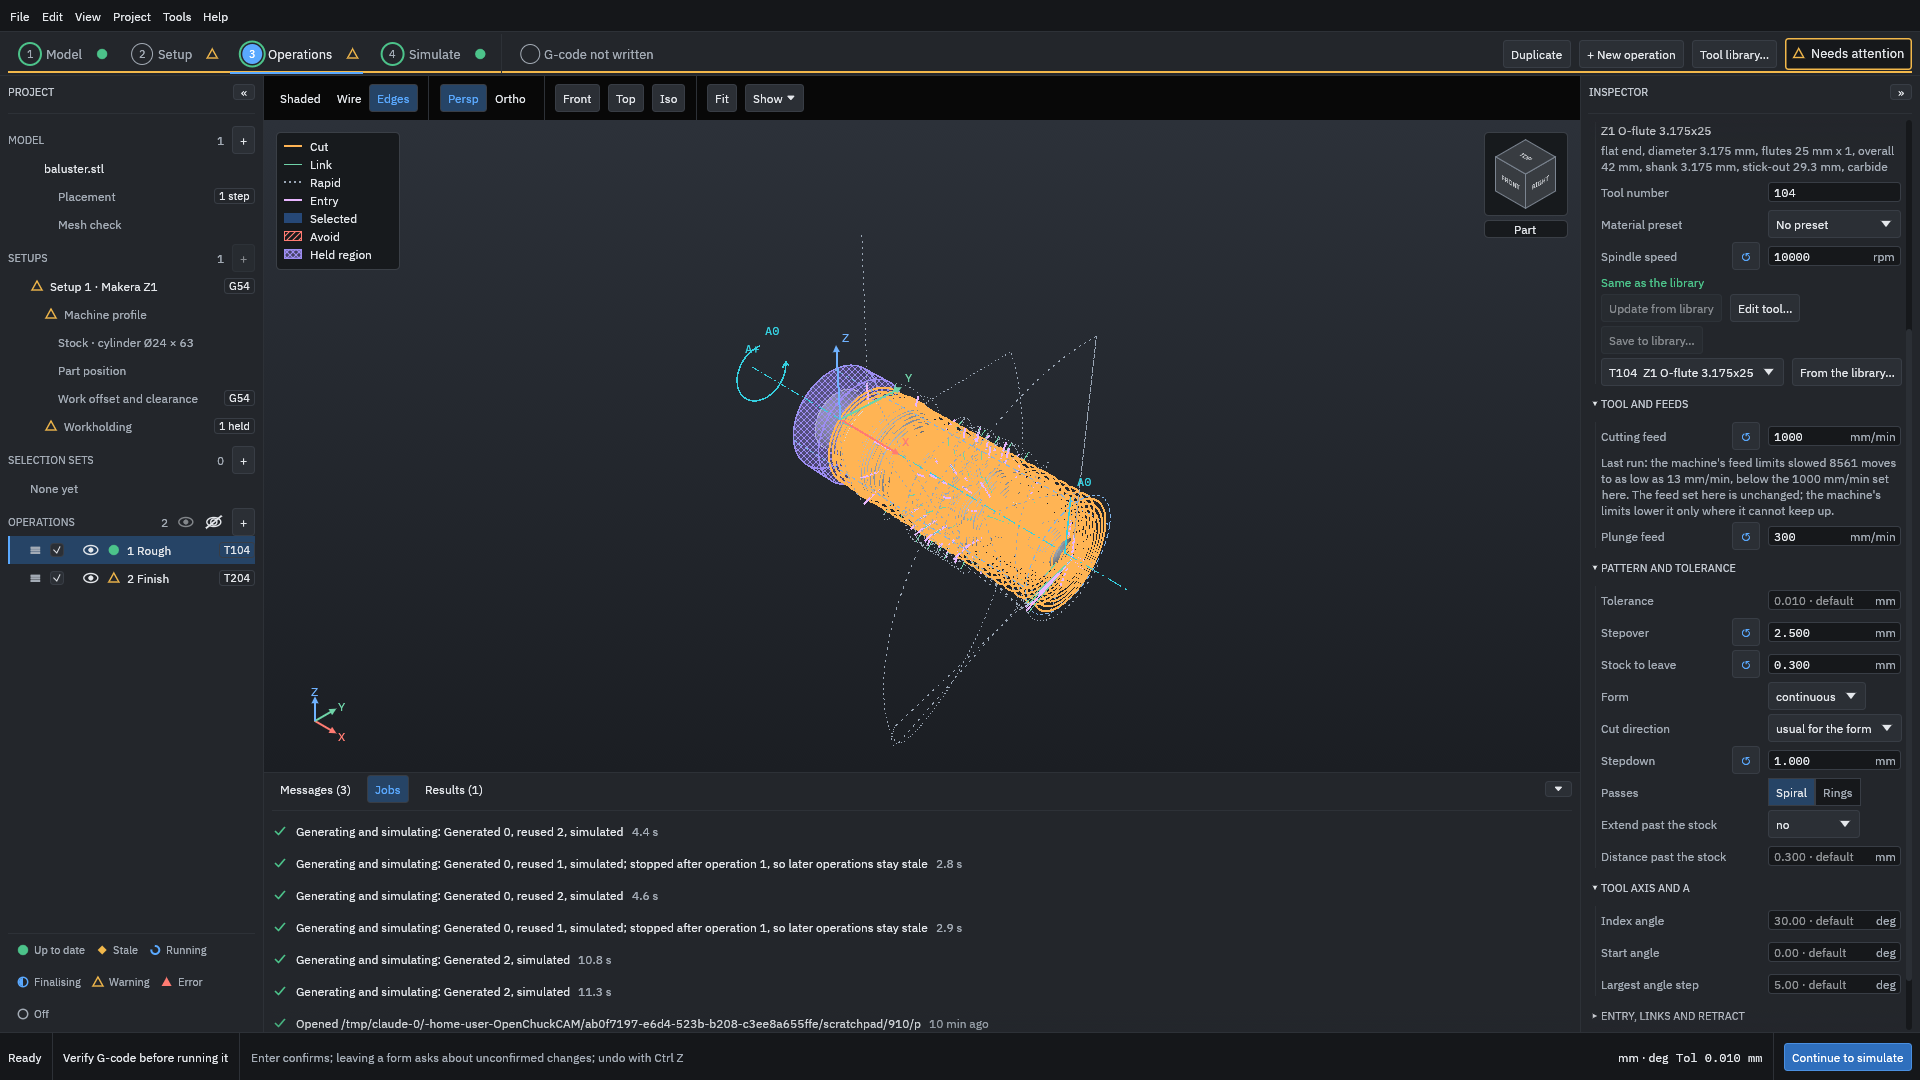 File Edit View Project Tools Help
1 Model 2 Setup 3 Operations 4 Simulate G-code not written Duplicate + New operation Tool library... Needs attention
PROJECT «
MODEL 1 +
baluster.stl
Placement 1 step
Mesh check
SETUPS 1 +
Setup 1 · Makera Z1 G54
Machine profile
Stock · cylinder Ø24 × 63
Part position
Work offset and clearance G54
Workholding 1 held
SELECTION SETS 0 +
None yet
OPERATIONS 2 +
1 Rough T104
2 Finish T204
Up to date Stale Running
Finalising Warning Error
Off
Shaded Wire Edges Persp Ortho Front Top Iso Fit Show
Cut
Link
Rapid
Entry
Selected
Avoid
Held region
A0
A+
Z
Y
X
A0
Z
Y
X
TOP
FRONT RIGHT
Part
Messages (3) Jobs Results (1)
Generating and simulating: Generated 0, reused 2, simulated 4.4 s
Generating and simulating: Generated 0, reused 1, simulated; stopped after operation 1, so later operations stay stale 2.8 s
Generating and simulating: Generated 0, reused 2, simulated 4.6 s
Generating and simulating: Generated 0, reused 1, simulated; stopped after operation 1, so later operations stay stale 2.9 s
Generating and simulating: Generated 2, simulated 10.8 s
Generating and simulating: Generated 2, simulated 11.3 s
Opened /tmp/claude-0/-home-user-OpenChuckCAM/ab0f7197-e6d4-523b-b208-c3ee8a655ffe/scratchpad/910/p 10 min ago
INSPECTOR »
Z1 O-flute 3.175x25
flat end, diameter 3.175 mm, flutes 25 mm x 1, overall
42 mm, shank 3.175 mm, stick-out 29.3 mm, carbide
Tool number 104
Material preset No preset
Spindle speed 10000 rpm
Same as the library
Update from library Edit tool...
Save to library...
T104 Z1 O-flute 3.175x25 From the library...
TOOL AND FEEDS
Cutting feed 1000 mm/min
Last run: the machine's feed limits slowed 8561 moves
to as low as 13 mm/min, below the 1000 mm/min set
here. The feed set here is unchanged; the machine's
limits lower it only where it cannot keep up.
Plunge feed 300 mm/min
PATTERN AND TOLERANCE
Tolerance 0.010 · default mm
Stepover 2.500 mm
Stock to leave 0.300 mm
Form continuous
Cut direction usual for the form
Stepdown 1.000 mm
Passes Spiral Rings
Extend past the stock no
Distance past the stock 0.300 · default mm
TOOL AXIS AND A
Index angle 30.00 · default deg
Start angle 0.00 · default deg
Largest angle step 5.00 · default deg
ENTRY, LINKS AND RETRACT
Ready Verify G-code before running it Enter confirms; leaving a form asks about unconfirmed changes; undo with Ctrl Z mm · deg Tol 0.010 mm Continue to simulate